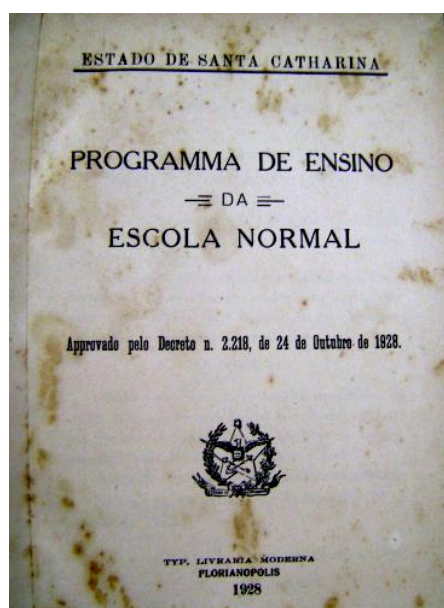 ESTADO DE SANTA CATHARINA
PROGRAMMA DE ENSINO
DA
ESCOLA NORMAL
Approvado pelo Decreto n. 2.218, de 24 de Outubro de 1928.
TYP. LIVRARIA MODERNA
FLORIANOPOLIS
1928